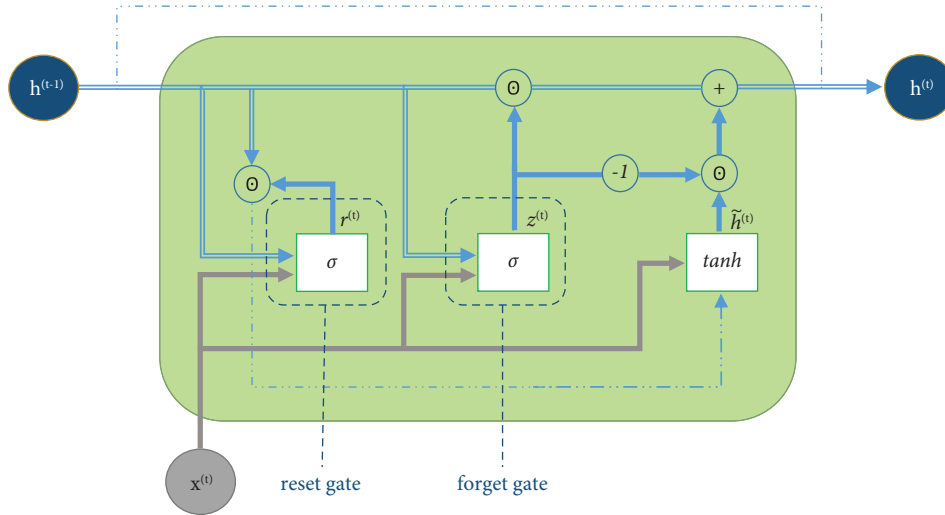 h(t-1)
ʘ
+
h(t)
ʘ
-1
ʘ
r(t)
z(t)
h̃(t)
σ
σ
tanh
x(t)
reset gate
forget gate